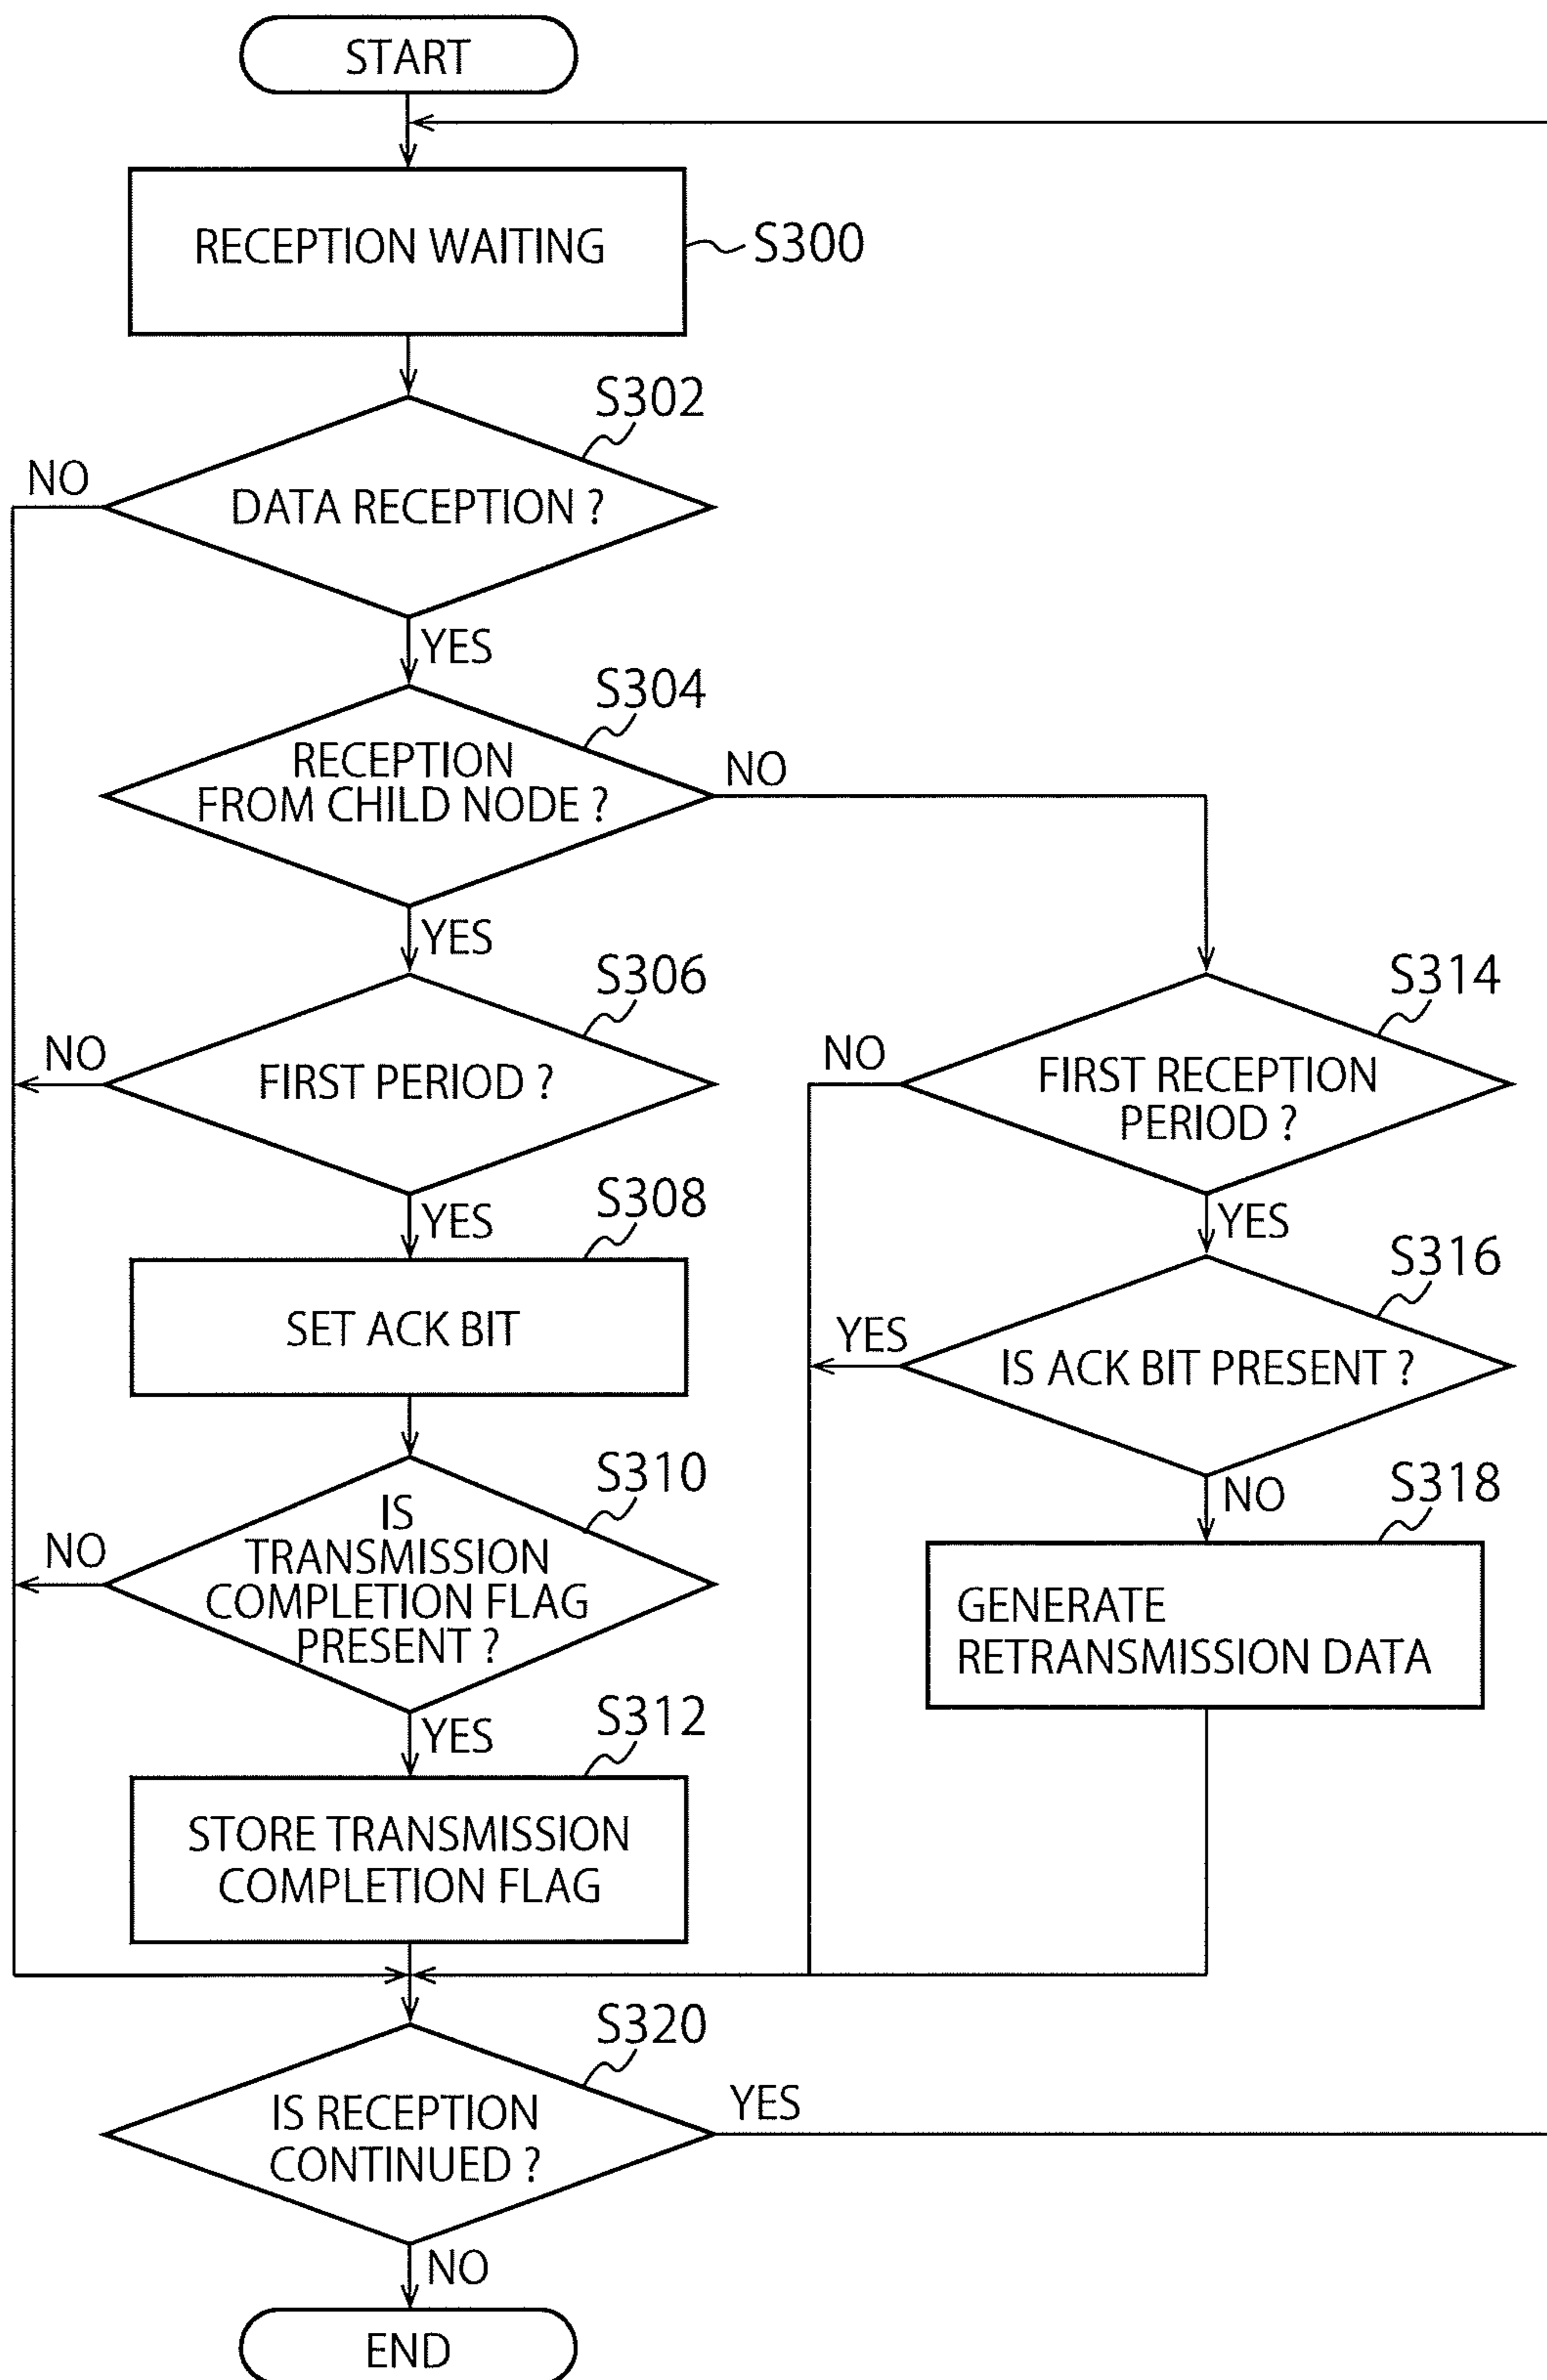 START
RECEPTION WAITING
S300
S302
NO
DATA RECEPTION ?
YES
S304
RECEPTION
FROM CHILD NODE ?
NO
YES
S306
NO
FIRST PERIOD ?
S314
NO
FIRST RECEPTION
PERIOD ?
YES
S308
SET ACK BIT
YES
S316
YES
IS ACK BIT PRESENT ?
S310
NO
IS
TRANSMISSION
COMPLETION FLAG
PRESENT ?
NO
S318
GENERATE
RETRANSMISSION DATA
YES
S312
STORE TRANSMISSION
COMPLETION FLAG
S320
IS RECEPTION
CONTINUED ?
YES
NO
END